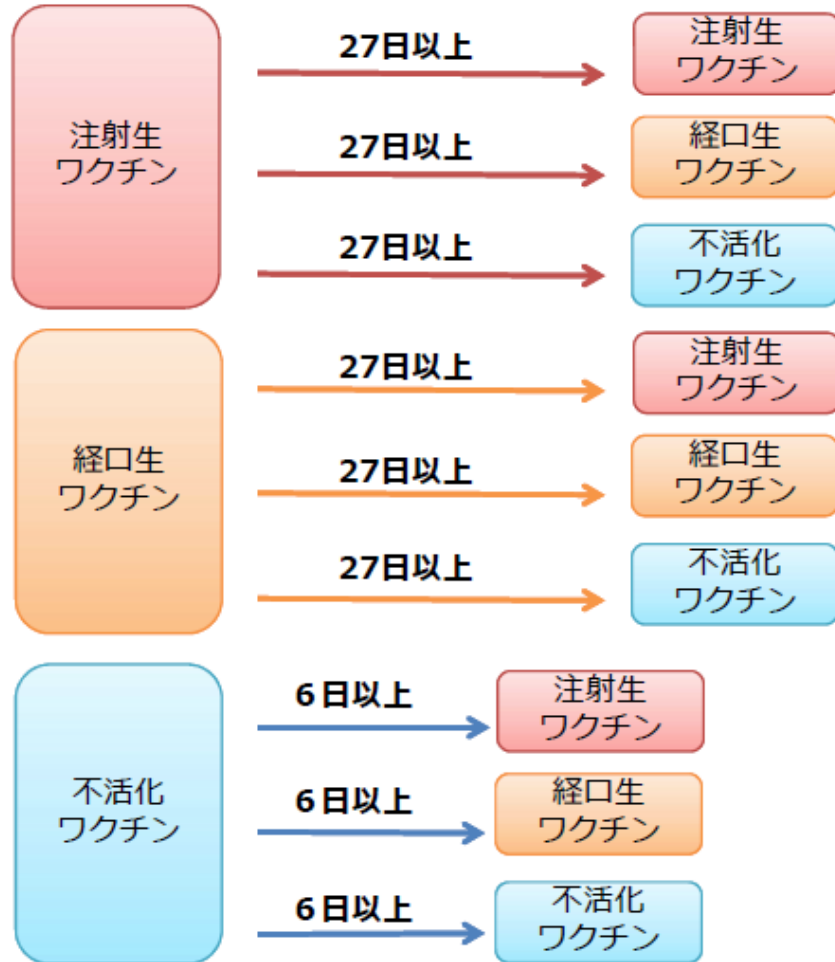 注射生
ワクチン
27日以上
注射生
ワクチン
27日以上
経口生
ワクチン
27日以上
不活化
ワクチン
経口生
ワクチン
27日以上
注射生
ワクチン
27日以上
経口生
ワクチン
27日以上
不活化
ワクチン
不活化
ワクチン
6日以上
注射生
ワクチン
6日以上
経口生
ワクチン
6日以上
不活化
ワクチン